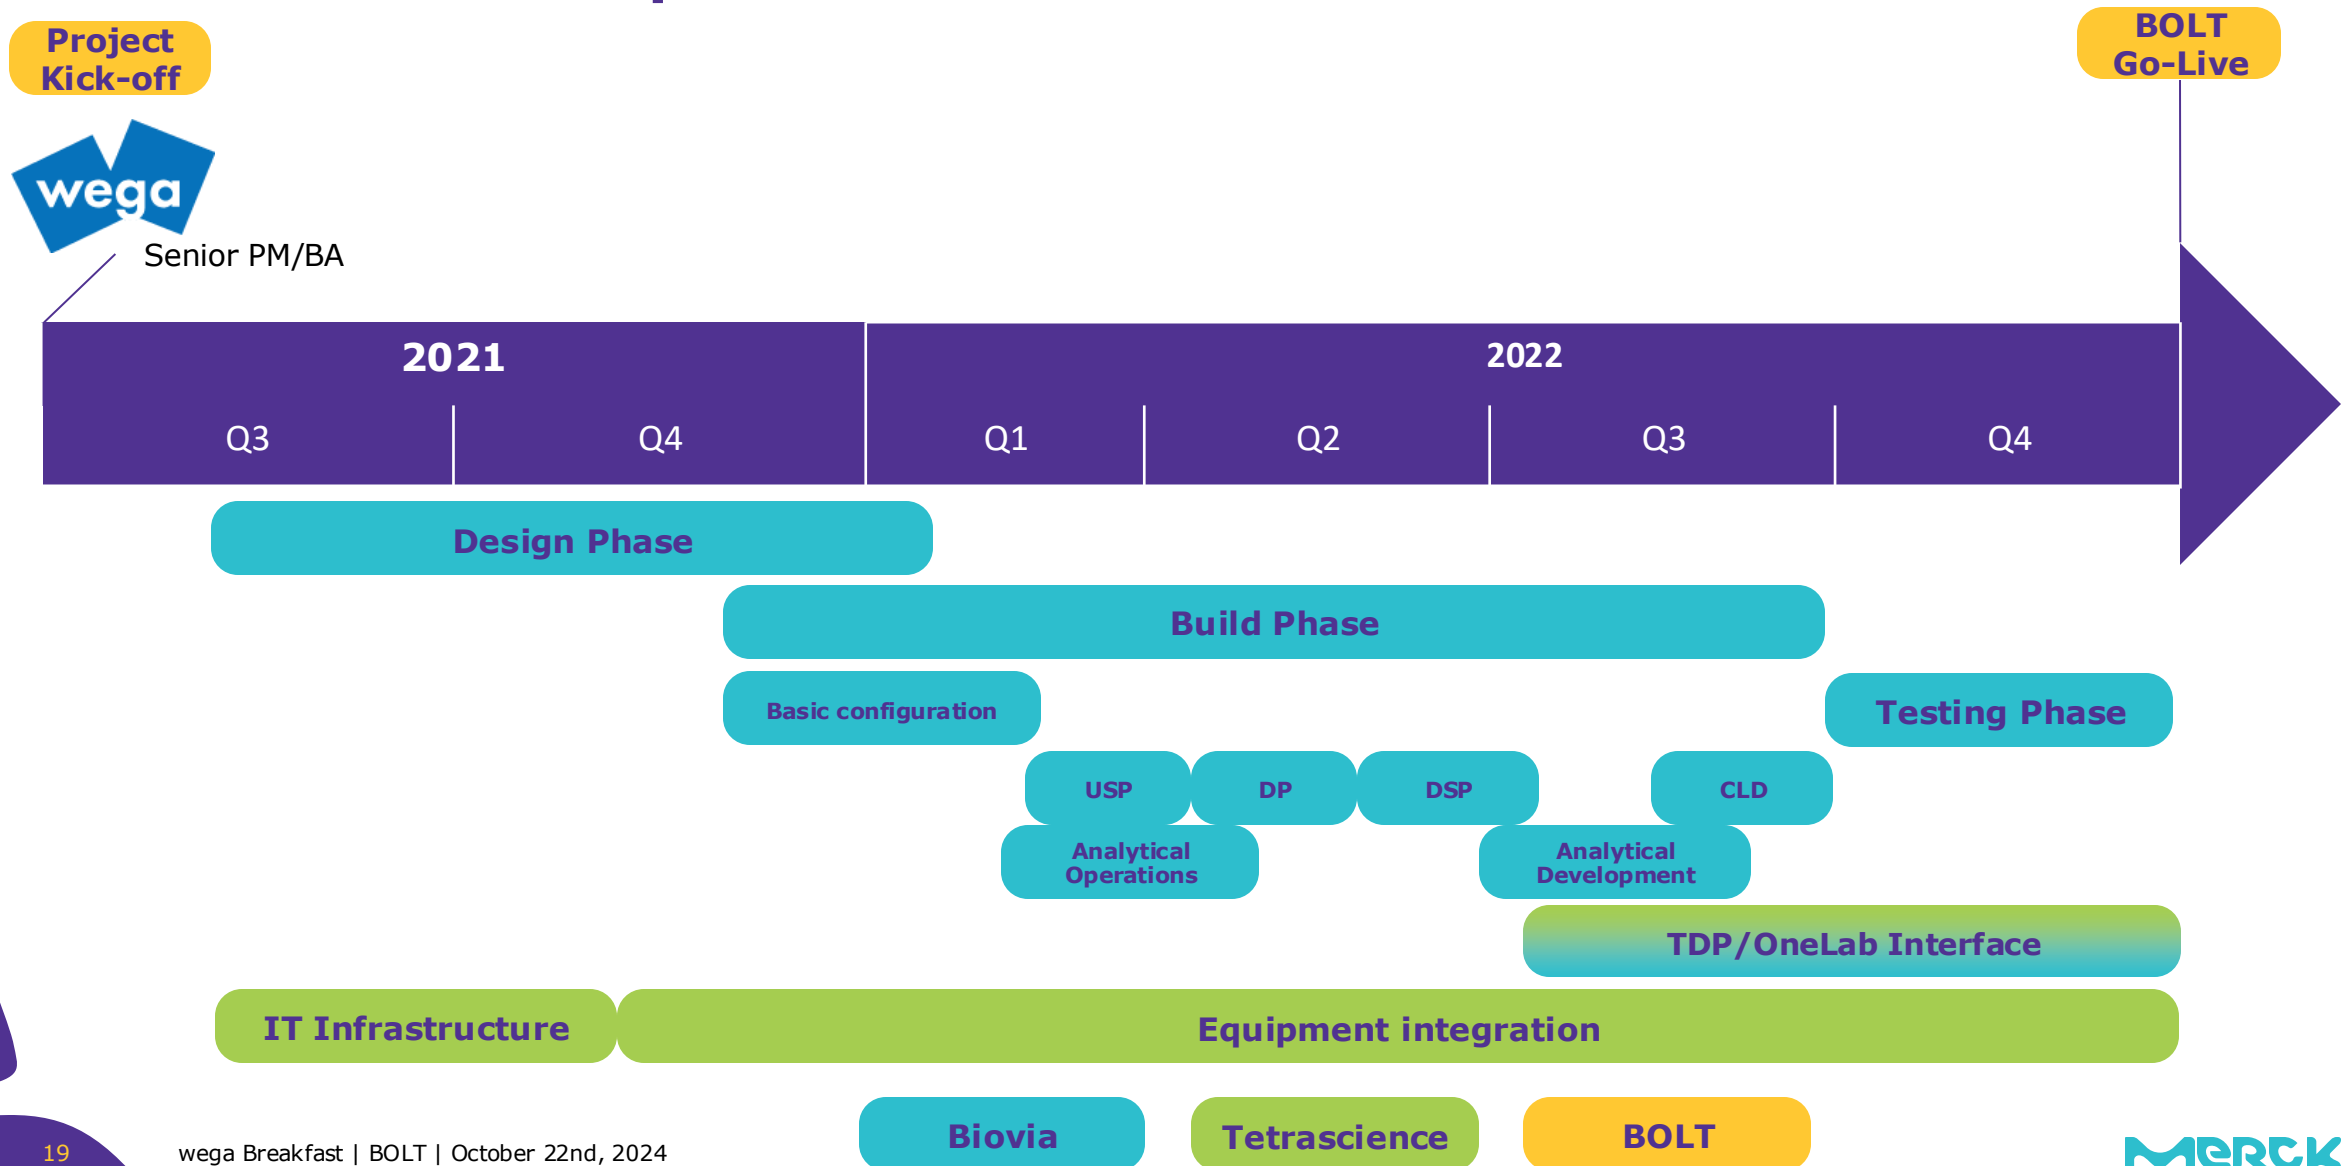 Project
Kick-off
BOLT
Go-Live
wega
Senior PM/BA
2021
2022
Q3
Q4
Q1
Q2
Q3
Q4
Design Phase
Build Phase
Basic configuration
Testing Phase
USP
DP
DSP
CLD
Analytical
Operations
Analytical
Development
TDP/OneLab Interface
IT Infrastructure
Equipment integration
Biovia
Tetrascience
BOLT
19
wega Breakfast | BOLT | October 22nd, 2024
MERCK